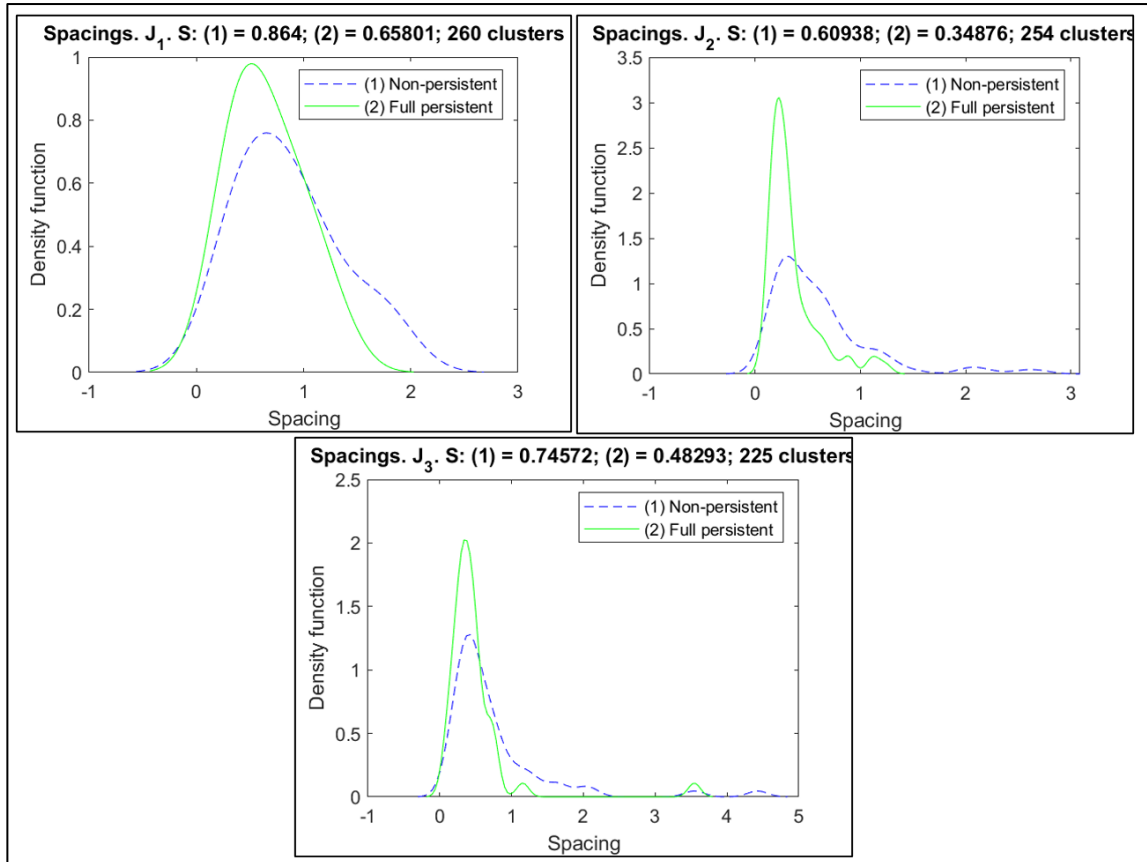 Spacings. J1. S: (1) = 0.864; (2) = 0.65801; 260 clusters
1
0.8
0.6
0.4
0.2
0
Density function
(1) Non-persistent
(2) Full persistent
-1 0 1 2 3
Spacing
Spacings. J2. S: (1) = 0.60938; (2) = 0.34876; 254 clusters
3.5
3
2.5
2
1.5
1
0.5
0
Density function
(1) Non-persistent
(2) Full persistent
-1 0 1 2 3
Spacing
Spacings. J3. S: (1) = 0.74572; (2) = 0.48293; 225 clusters
2.5
2
1.5
1
0.5
0
Density function
(1) Non-persistent
(2) Full persistent
-1 0 1 2 3 4 5
Spacing